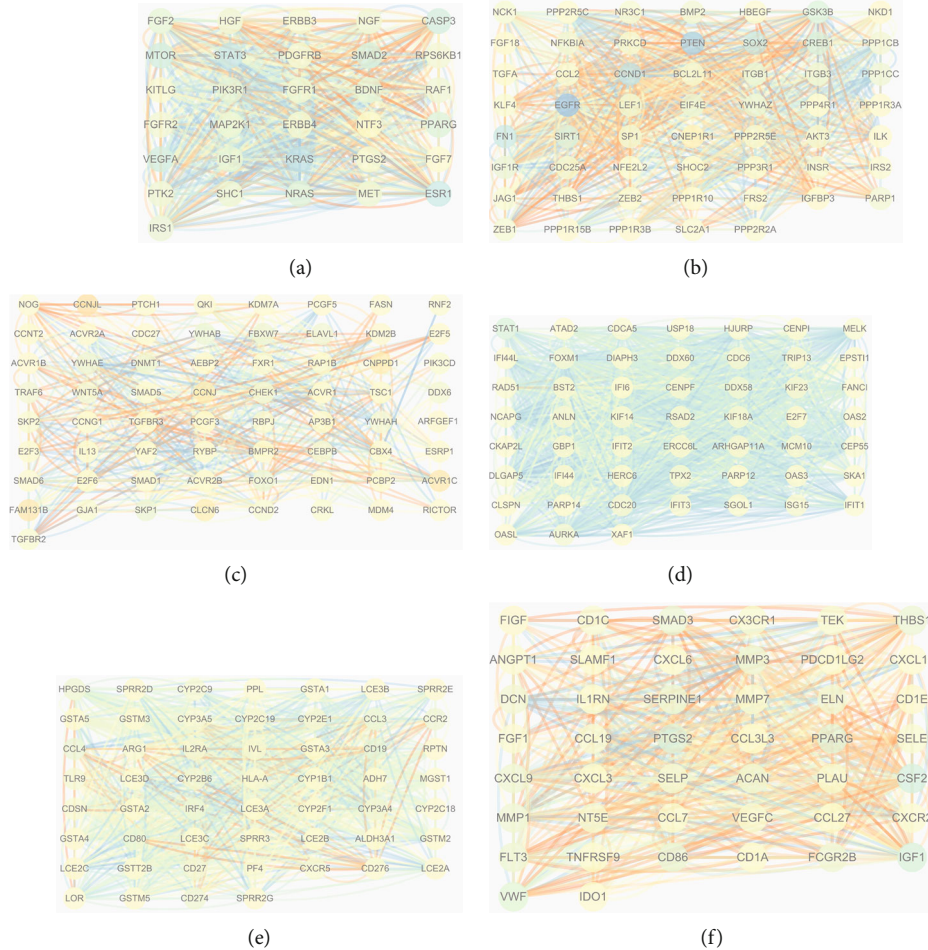 FGF2 HGF ERBB3 NGF CASP3
MTOR STAT3 PDGFRB SMAD2 RPS6KB1
KITLG PIK3R1 FGFR1 BDNF RAF1
FGFR2 MAP2K1 ERBB4 NTF3 PPARG
VEGFA IGF1 KRAS PTGS2 FGF7
PTK2 SHC1 NRAS MET ESR1
IRS1
(a)
NCK1 PPP2R5C NR3C1 BMP2 HBEGF GSK3B NKD1
FGF18 NFKBIA PRKCD PTEN SOX2 CREB1 PPP1CB
TGFA CCL2 CCND1 BCL2L11 ITGB1 ITGB3 PPP1CC
KLF4 EGFR LEF1 EIF4E YWHAZ PPP4R1 PPP1R3A
FN1 SIRT1 SP1 CNEP1R1 PPP2R5E AKT3 ILK
IGF1R CDC25A NFE2L2 SHOC2 PPP3R1 INSR IRS2
JAG1 THBS1 ZEB2 PPP1R10 FRS2 IGFBP3 PARP1
ZEB1 PPP1R15B PPP1R3B SLC2A1 PPP2R2A
(b)
NOG CCNJL PTCH1 QKI KDM7A PCGF5 FASN RNF2
CCNT2 ACVR2A CDC27 YWHAB FBXW7 ELAVL1 KDM2B E2F5
ACVR1B YWHAE DNMT1 AEBP2 FXR1 RAP1B CNPPD1 PIK3CD
TRAF6 WNT5A SMAD5 CCNJ CHEK1 ACVR1 TSC1 DDX6
SKP2 CCNG1 TGFBR3 PCGF3 RBPJ AP3B1 YWHAH ARFGEF1
E2F3 IL13 YAF2 RYBP BMPR2 CEBPB CBX4 ESRP1
SMAD6 E2F6 SMAD1 ACVR2B FOXO1 EDN1 PCBP2 ACVR1C
FAM131B GJA1 SKP1 CLCN6 CCND2 CRKL MDM4 RICTOR
TGFBR2
(c)
STAT1 ATAD2 CDCA5 USP18 HJURP CENPI MELK
IFI44L FOXM1 DIAPH3 DDX60 CDC6 TRIP13 EPSTI1
RAD51 BST2 IFI6 CENPF DDX58 KIF23 FANCI
NCAPG ANLN KIF14 RSAD2 KIF18A E2F7 OAS2
CKAP2L GBP1 IFIT2 ERCC6L ARHGAP11A MCM10 CEP55
DLGAP5 IFI44 HERC6 TPX2 PARP12 OAS3 SKA1
CLSPN PARP14 CDC20 IFIT3 SGOL1 ISG15 IFIT1
OASL AURKA XAF1
(d)
HPGDS SPRR2D CYP2C9 PPL GSTA1 LCE3B SPRR2E
GSTA5 GSTM3 CYP3A5 CYP2C19 CYP2E1 CCL3 CCR2
CCL4 ARG1 IL2RA IVL GSTA3 CD19 RPTN
TLR9 LCE3D CYP2B6 HLA-A CYP1B1 ADH7 MGST1
CDSN GSTA2 IRF4 LCE3A CYP2F1 CYP3A4 CYP2C18
GSTA4 CD80 LCE3C SPRR3 LCE2B ALDH3A1 GSTM2
LCE2C GSTT2B CD27 PF4 CXCR5 CD276 LCE2A
LOR GSTM5 CD274 SPRR2G
(e)
FIGF CD1C SMAD3 CX3CR1 TEK THBS1
ANGPT1 SLAMF1 CXCL6 MMP3 PDCD1LG2 CXCL1
DCN IL1RN SERPINE1 MMP7 ELN CD1E
FGF1 CCL19 PTGS2 CCL3L3 PPARG SELE
CXCL9 CXCL3 SELP ACAN PLAU CSF2
MMP1 NT5E CCL7 VEGFC CCL27 CXCR2
FLT3 TNFRSF9 CD86 CD1A FCGR2B IGF1
VWF IDO1
(f)